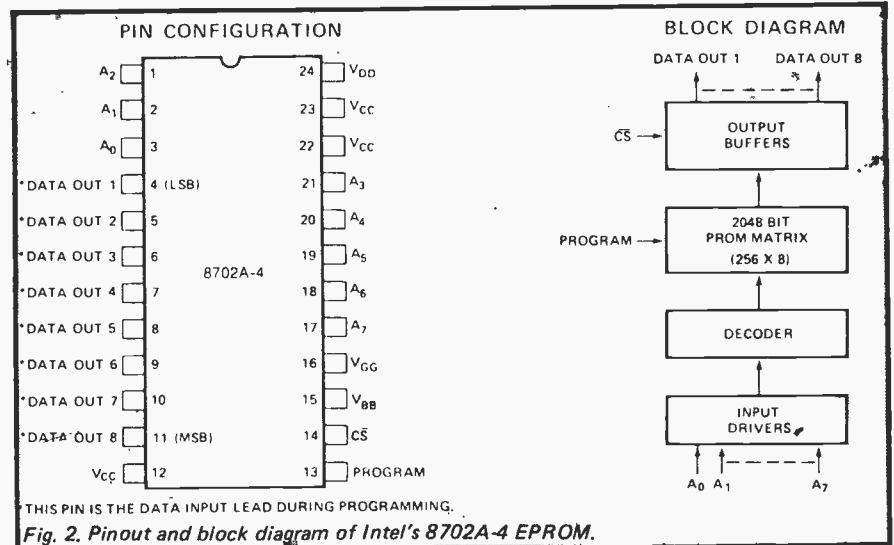 PIN CONFIGURATION
A₂ 1
A₁ 2
A₀ 3
*DATA OUT 1 4 (LSB)
*DATA OUT 2 5
*DATA OUT 3 6
*DATA OUT 4 7
*DATA OUT 5 8
*DATA OUT 6 9
*DATA OUT 7 10
*DATA OUT 8 11 (MSB)
VCC 12
8702A-4
24 VDD
23 VCC
22 VCC
21 A₃
20 A₄
19 A₅
18 A₆
17 A₇
16 VGG
15 VBB
14 C̅S̅
13 PROGRAM
*THIS PIN IS THE DATA INPUT LEAD DURING PROGRAMMING.
BLOCK DIAGRAM
DATA OUT 1 DATA OUT 8
C̅S̅
OUTPUT
BUFFERS
PROGRAM
2048 BIT
PROM MATRIX
(256 X 8)
DECODER
INPUT
DRIVERS
A₀ A₁ A₇
Fig. 2. Pinout and block diagram of Intel's 8702A-4 EPROM.